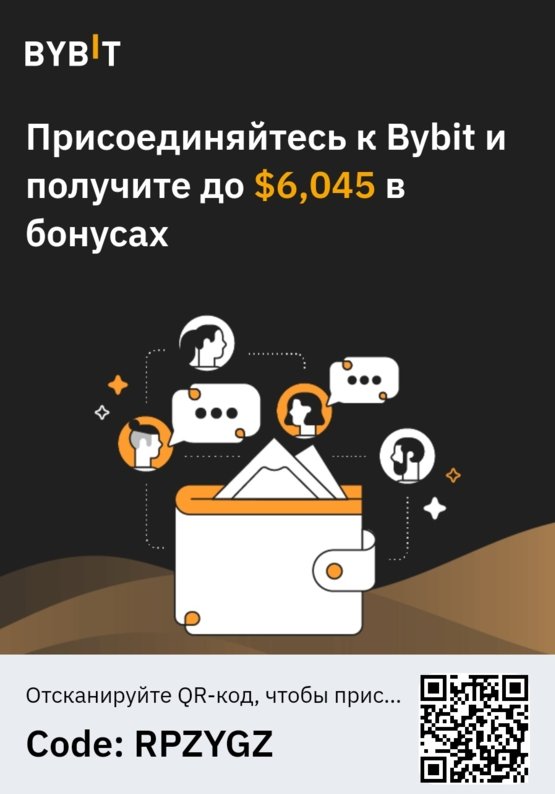 BYBIT
Присоединяйтесь к Bybit и
получите до $6,045 в
бонусах
Отсканируйте QR-код, чтобы прис...
Code: RPZYGZ